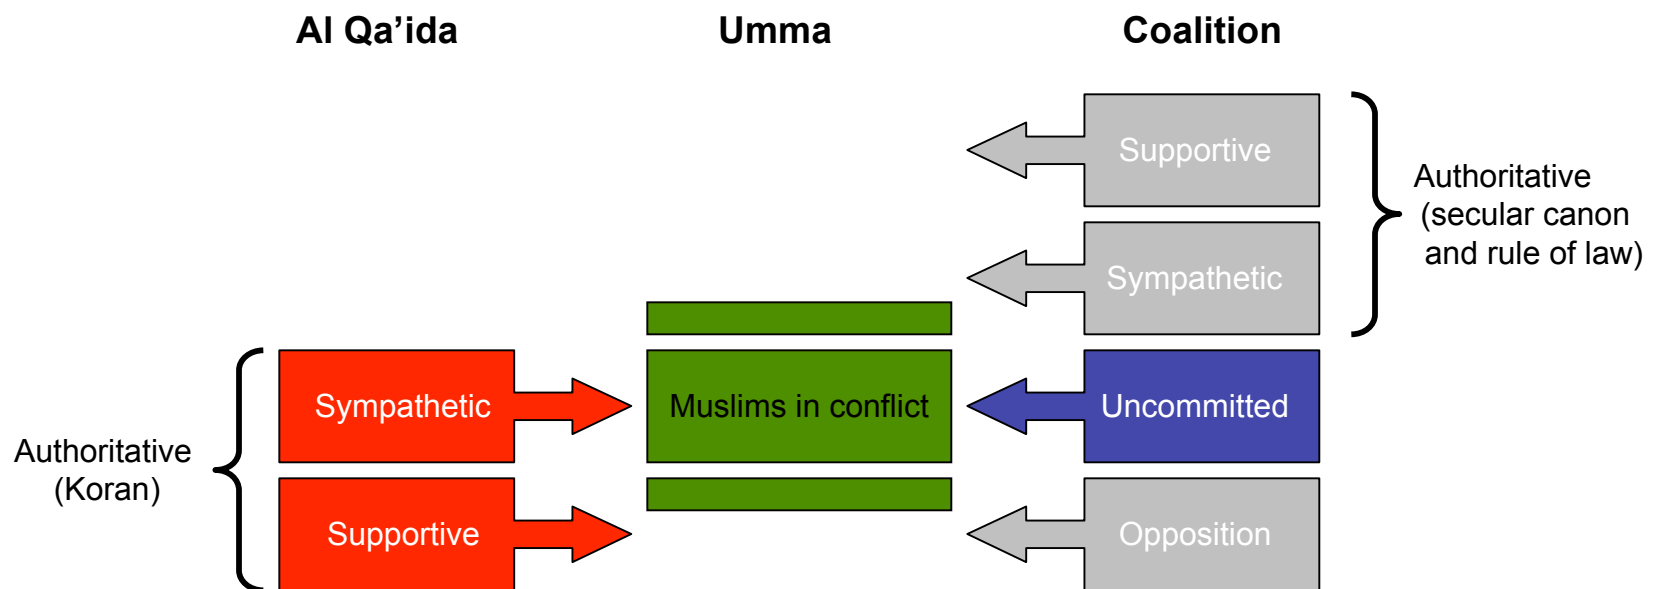 Al Qa’ida
Umma
Coalition
Supportive
Authoritative
(secular canon
and rule of law)
Sympathetic
Sympathetic
Muslims in conflict
Uncommitted
Authoritative
(Koran)
Supportive
Opposition